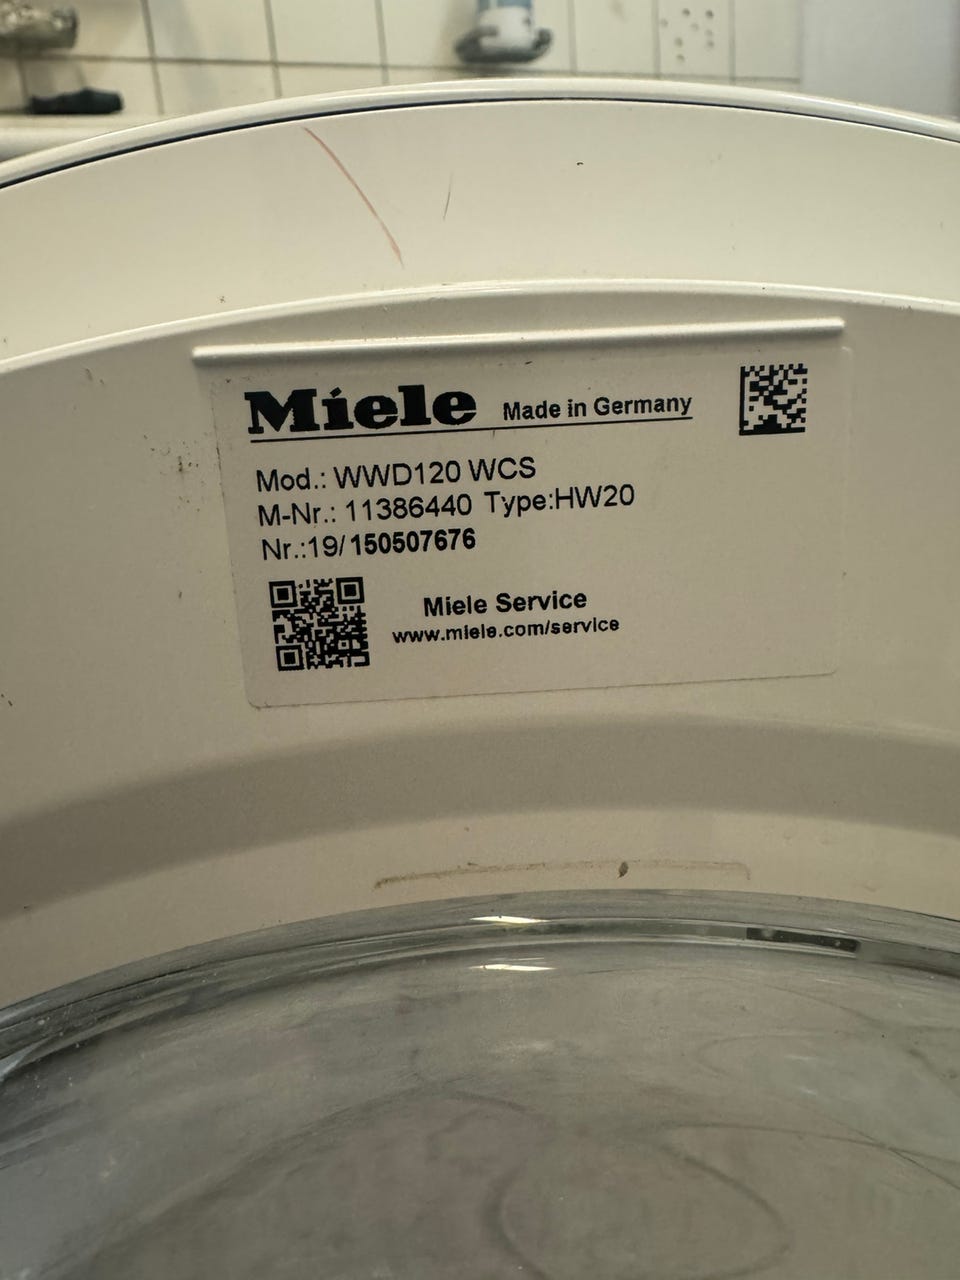 Miele Made in Germany
Mod.: WWD120 WCS
M-Nr.: 11386440 Type:HW20
Nr.:19/150507676
Miele Service
www.miele.com/service